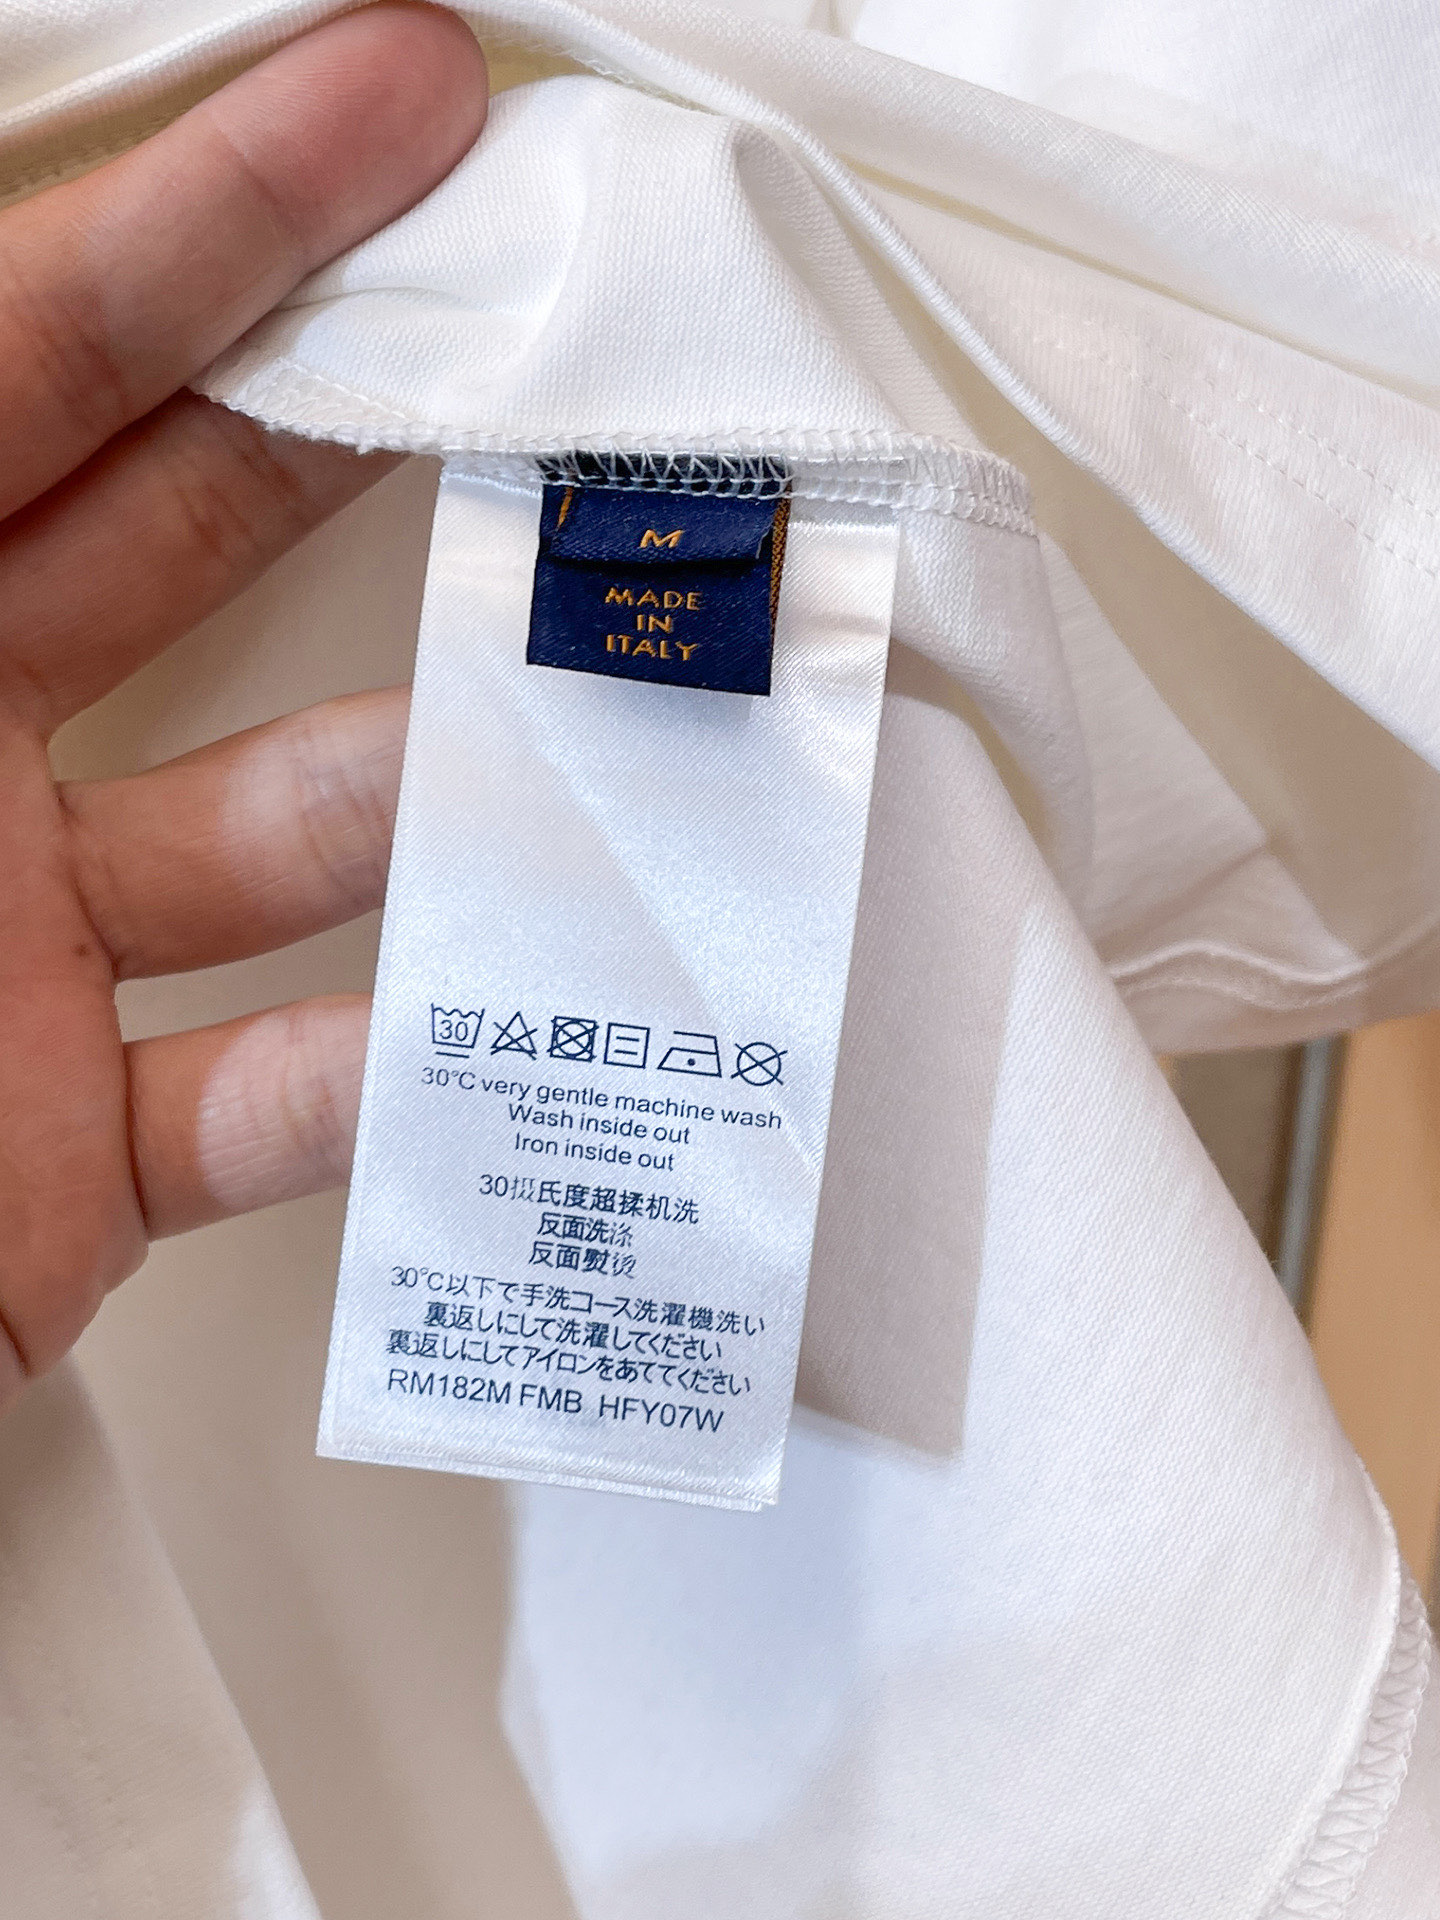 M
MADE
IN
ITALY
30
30°C very gentle machine wash
Wash inside out
Iron inside out
30摄氏度超揉机洗
反面洗涤
反面熨烫
30°C以下で手洗コース洗濯機洗い
裏返しにして洗濯してください
裏返しにしてアイロンをあててください
RM182M FMB HFY07W